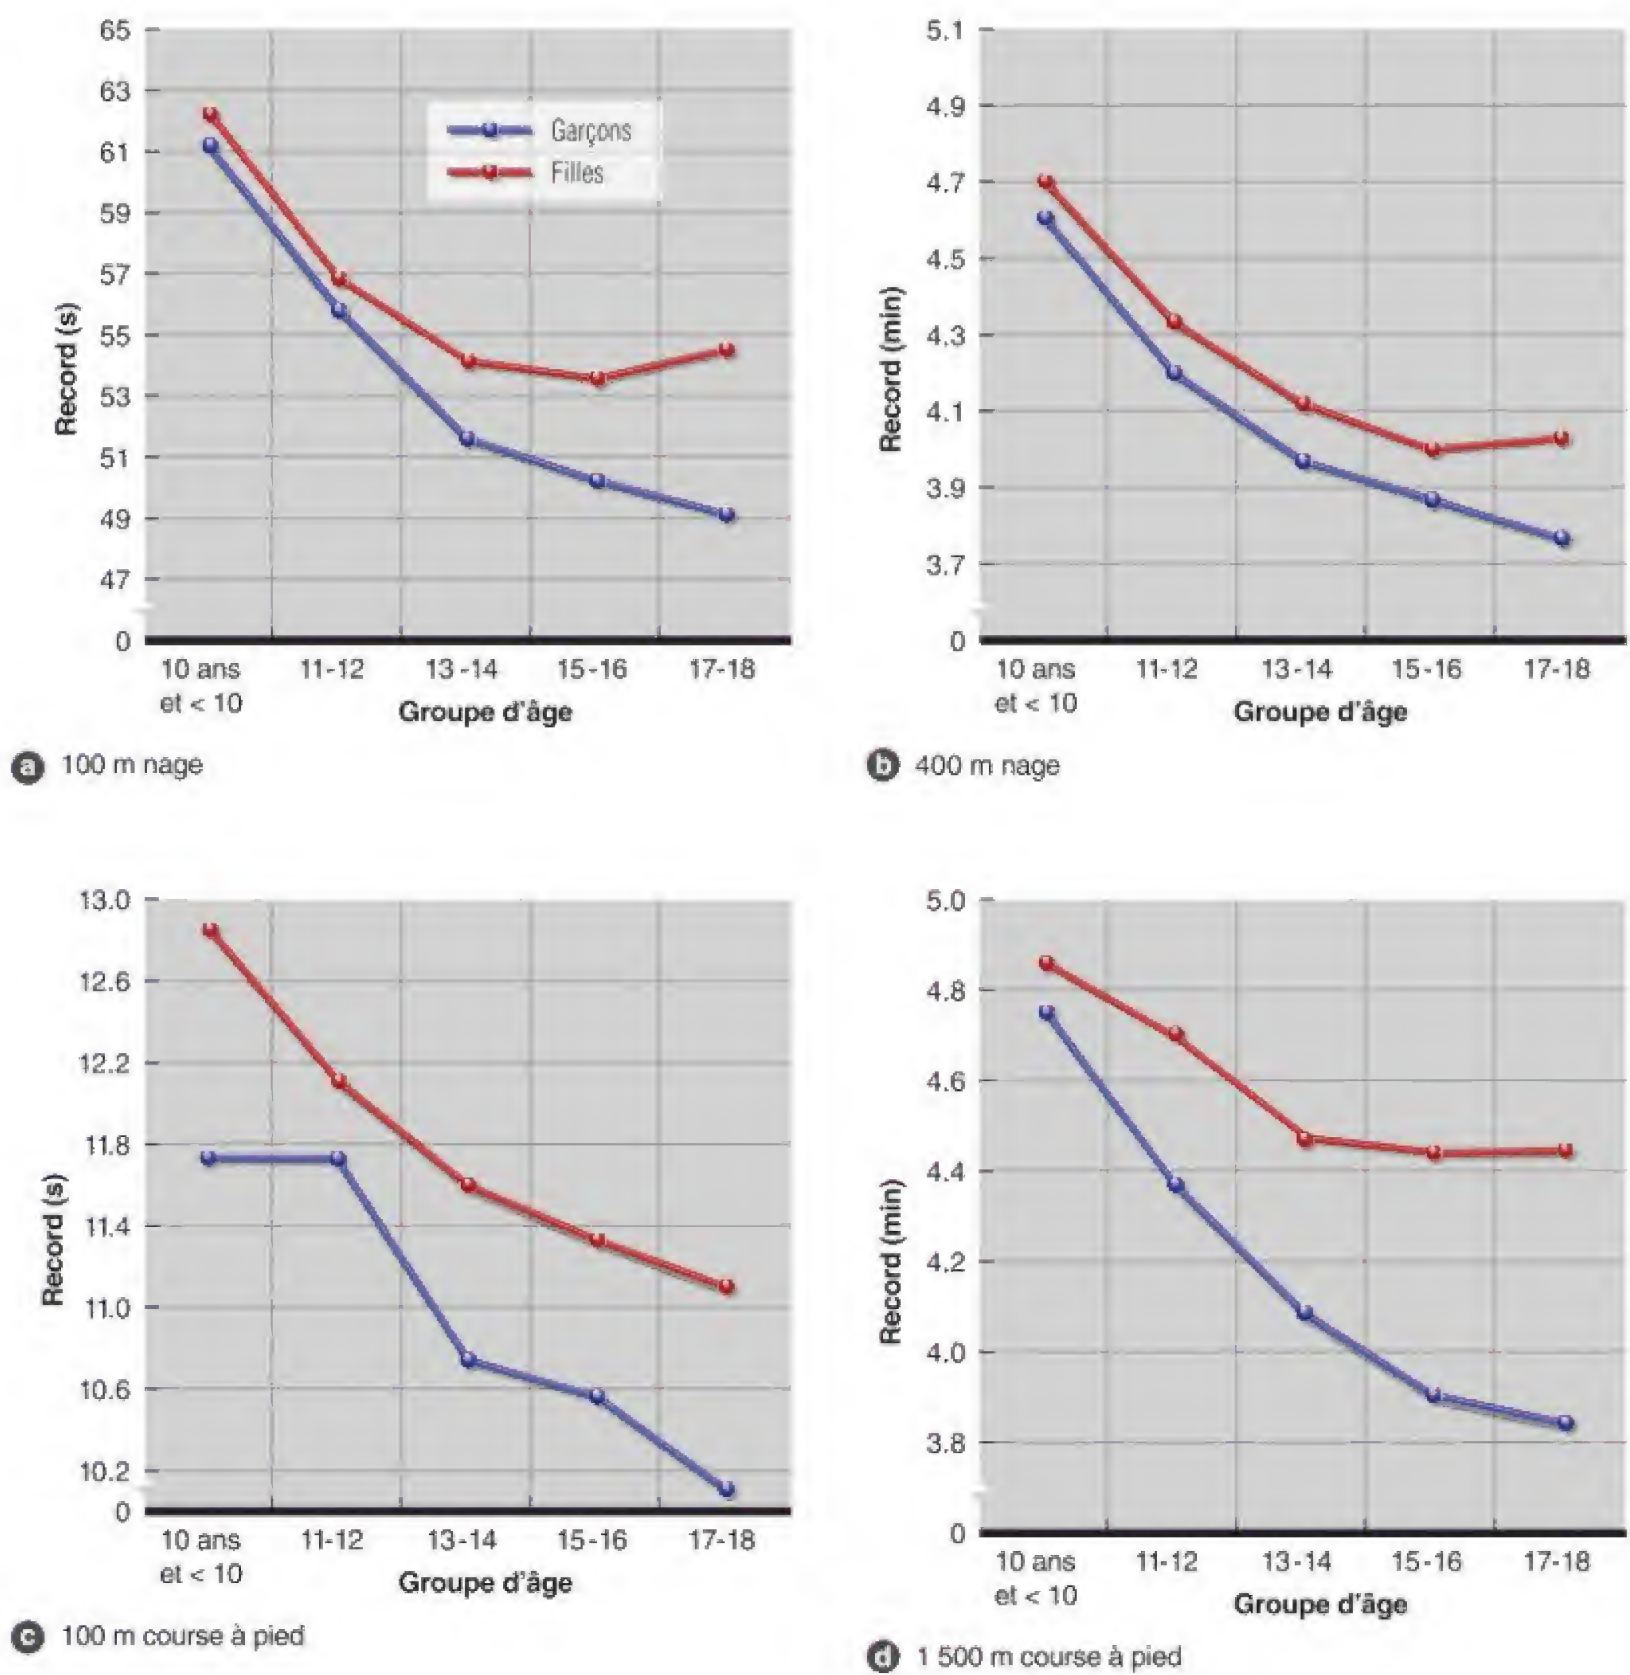 65
63
61
59
57
55
53
51
49
47
0
Record (s)
Garçons
Filles
10 ans et < 10
11-12
13-14
15-16
17-18
Groupe d'âge
a 100 m nage
5.1
4.9
4.7
4.5
4.3
4.1
3.9
3.7
0
Record (min)
10 ans et < 10
11-12
13-14
15-16
17-18
Groupe d'âge
b 400 m nage
13.0
12.6
12.2
11.8
11.4
11.0
10.6
10.2
0
Record (s)
10 ans et < 10
11-12
13-14
15-16
17-18
Groupe d'âge
c 100 m course à pied
5.0
4.8
4.6
4.4
4.2
4.0
3.8
0
Record (min)
10 ans et < 10
11-12
13-14
15-16
17-18
Groupe d'âge
d 1 500 m course à pied